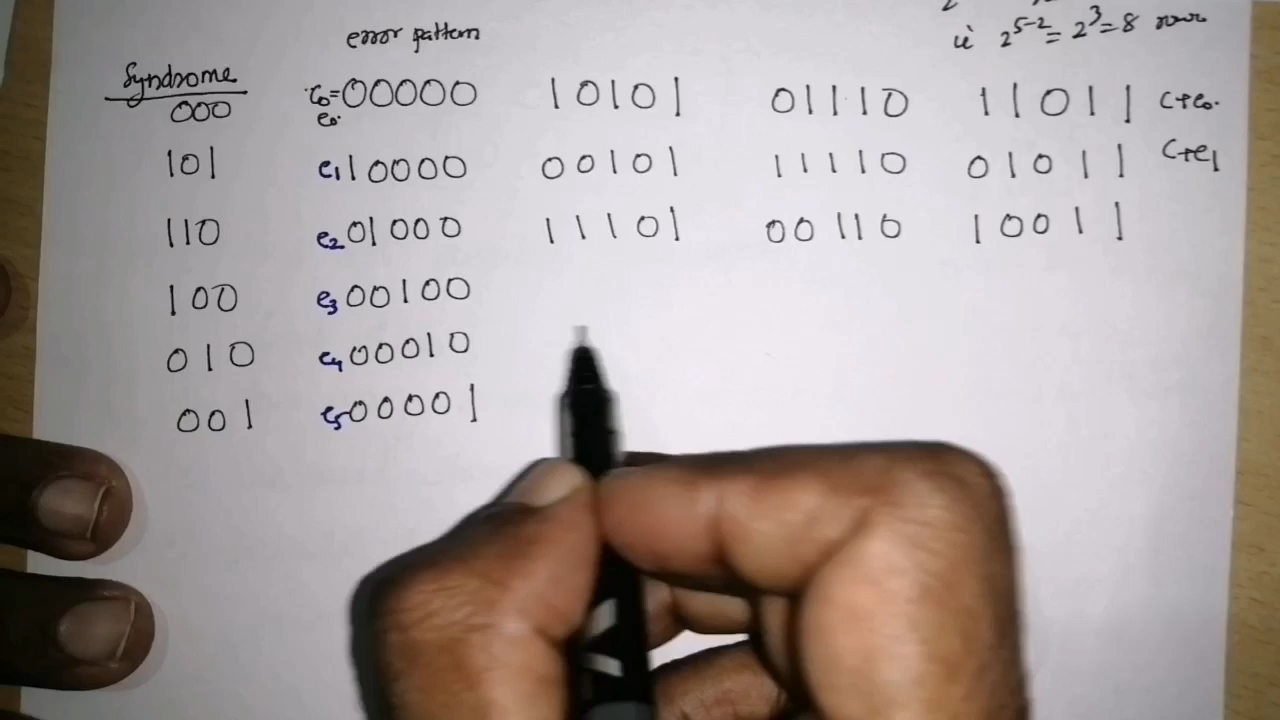 ie 2^5-2 = 2^3 = 8 rows
error pattern
Syndrome
000 C0=00000 10101 01110 11011 C+e0.
e0.
101 e1 10000 00101 11110 01011 C+e1
110 e2 01000 11101 00110 10011
100 e3 00100
010 e4 00010
001 e5 00001